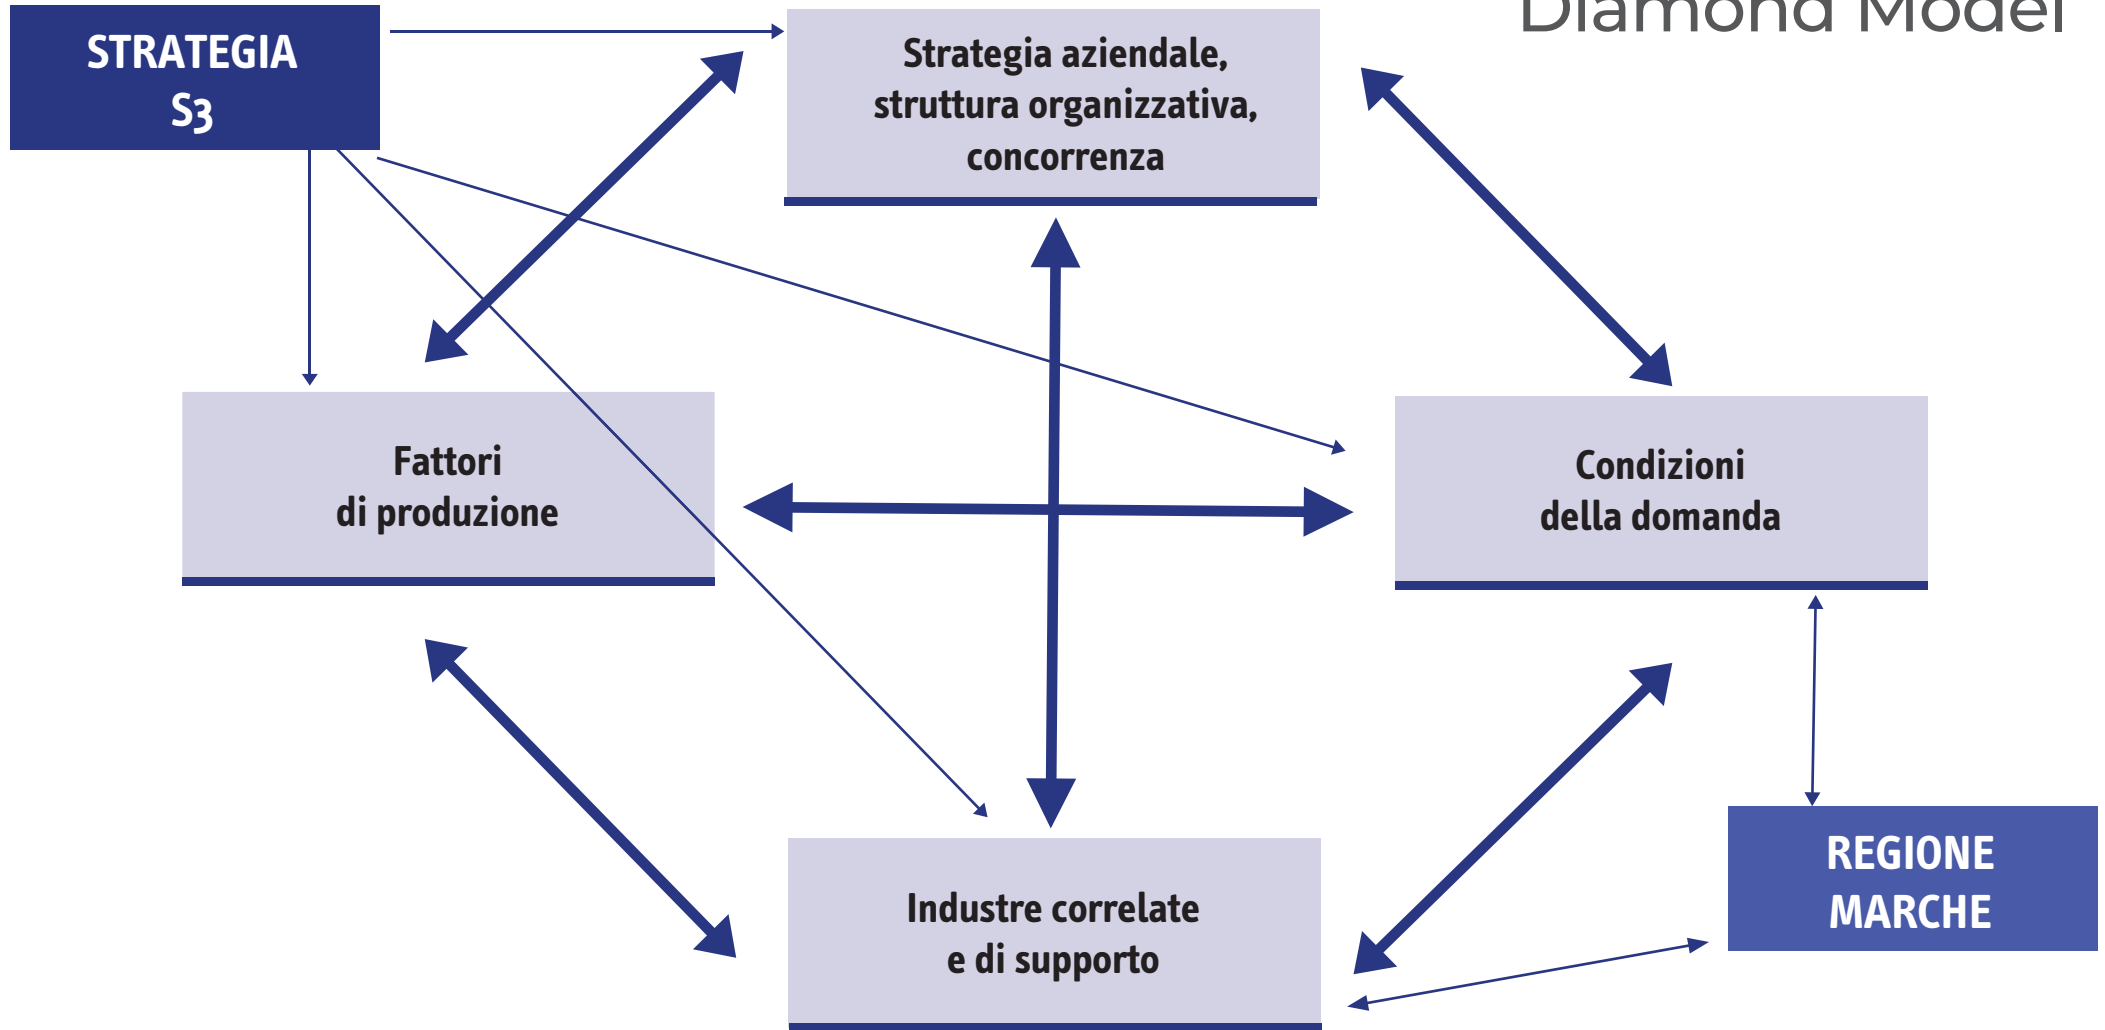 Diamond Model
STRATEGIA
S3
Strategia aziendale,
struttura organizzativa,
concorrenza
Fattori
di produzione
Condizioni
della domanda
Industre correlate
e di supporto
REGIONE
MARCHE